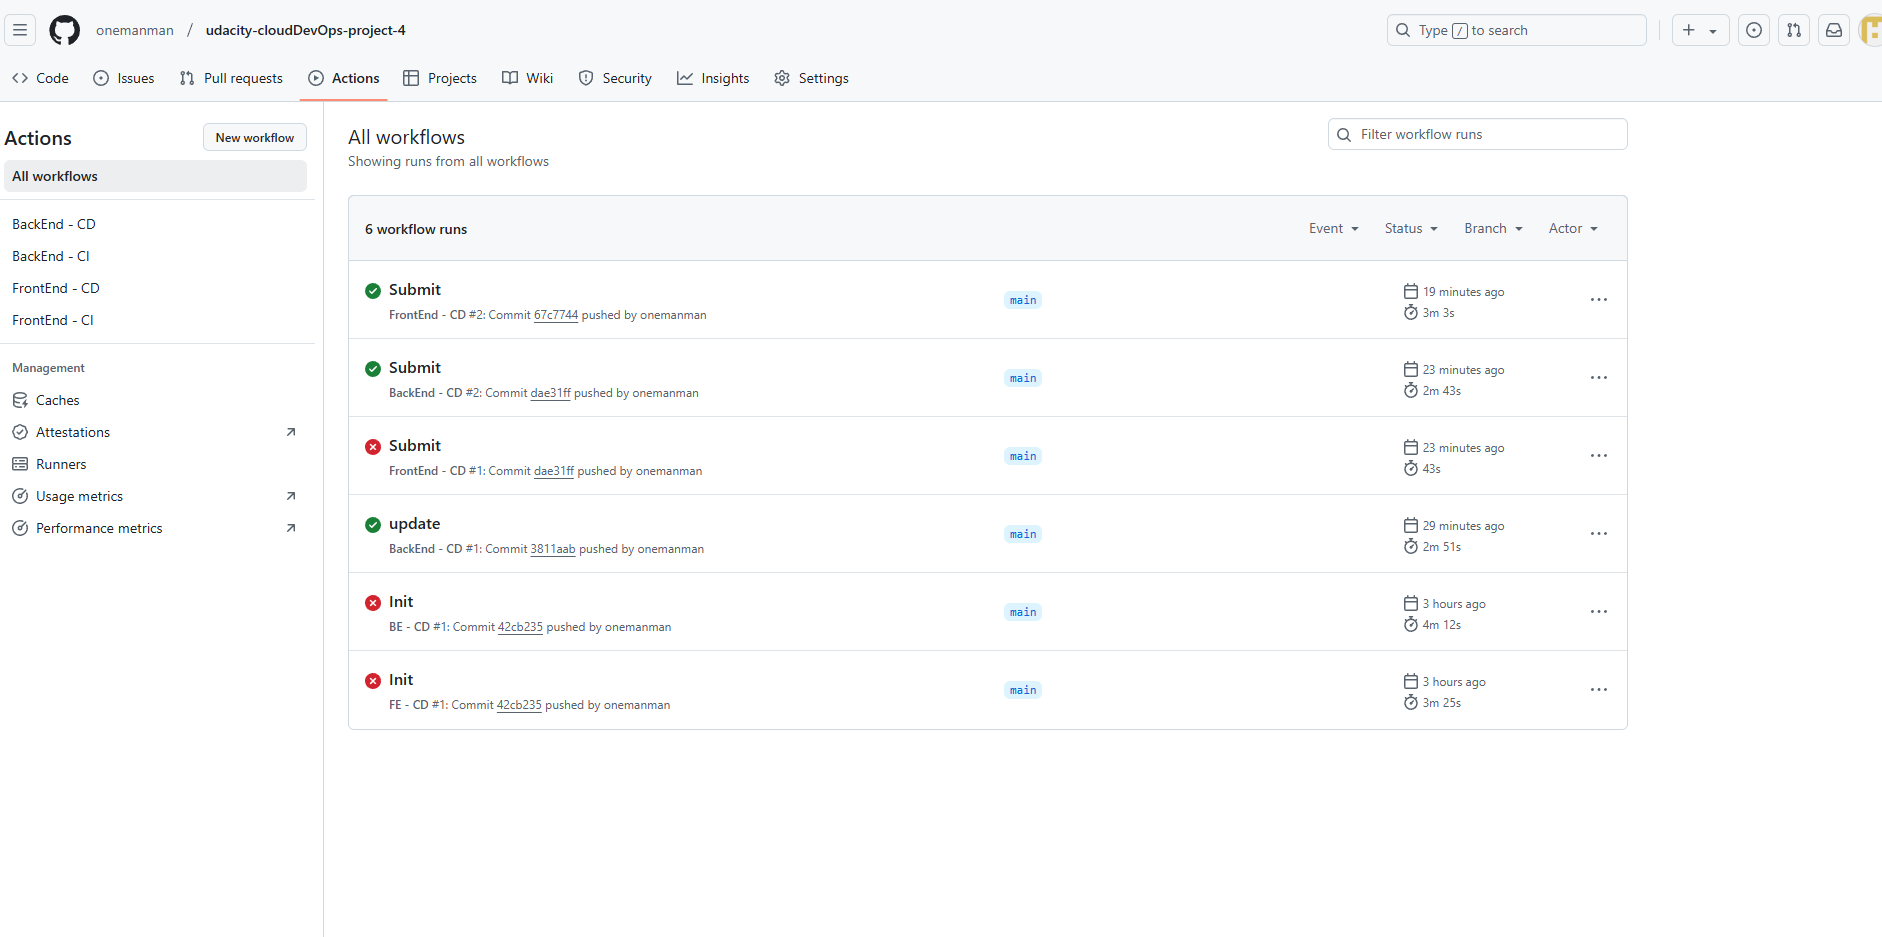 onemanman / udacity-cloudDevOps-project-4
Type / to search
Code Issues Pull requests Actions Projects Wiki Security Insights Settings
Actions
New workflow
All workflows
BackEnd - CD
BackEnd - CI
FrontEnd - CD
FrontEnd - CI
Management
Caches
Attestations
Runners
Usage metrics
Performance metrics
All workflows
Showing runs from all workflows
Filter workflow runs
6 workflow runs
Event Status Branch Actor
Submit
FrontEnd - CD #2: Commit 67c7744 pushed by onemanman
main
19 minutes ago
3m 3s
Submit
BackEnd - CD #2: Commit dae31ff pushed by onemanman
main
23 minutes ago
2m 43s
Submit
FrontEnd - CD #1: Commit dae31ff pushed by onemanman
main
23 minutes ago
43s
update
BackEnd - CD #1: Commit 3811aab pushed by onemanman
main
29 minutes ago
2m 51s
Init
BE - CD #1: Commit 42cb235 pushed by onemanman
main
3 hours ago
4m 12s
Init
FE - CD #1: Commit 42cb235 pushed by onemanman
main
3 hours ago
3m 25s